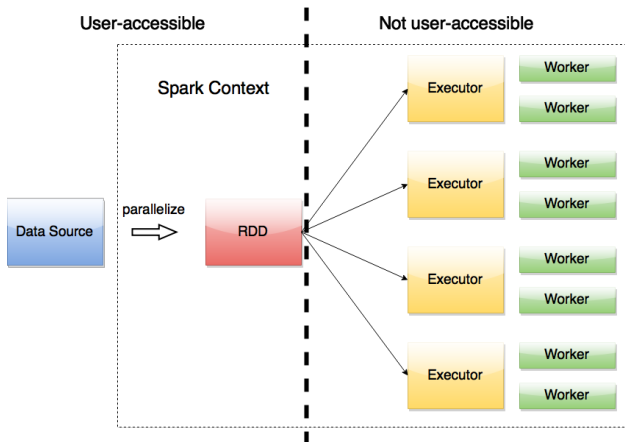 User-accessible
Not user-accessible
Spark Context
Data Source
parallelize
RDD
Executor
Worker
Worker
Executor
Worker
Worker
Executor
Worker
Worker
Executor
Worker
Worker